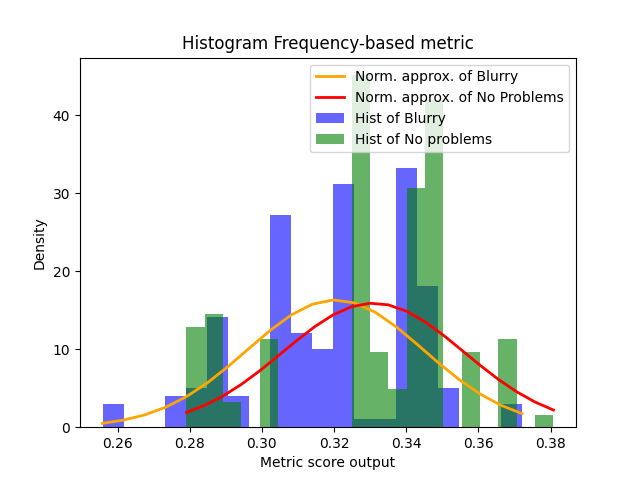 Histogram Frequency-based metric
Norm. approx. of Blurry
Norm. approx. of No Problems
Hist of Blurry
Hist of No problems
40
30
20
10
0
Density
0.26 0.28 0.30 0.32 0.34 0.36 0.38
Metric score output